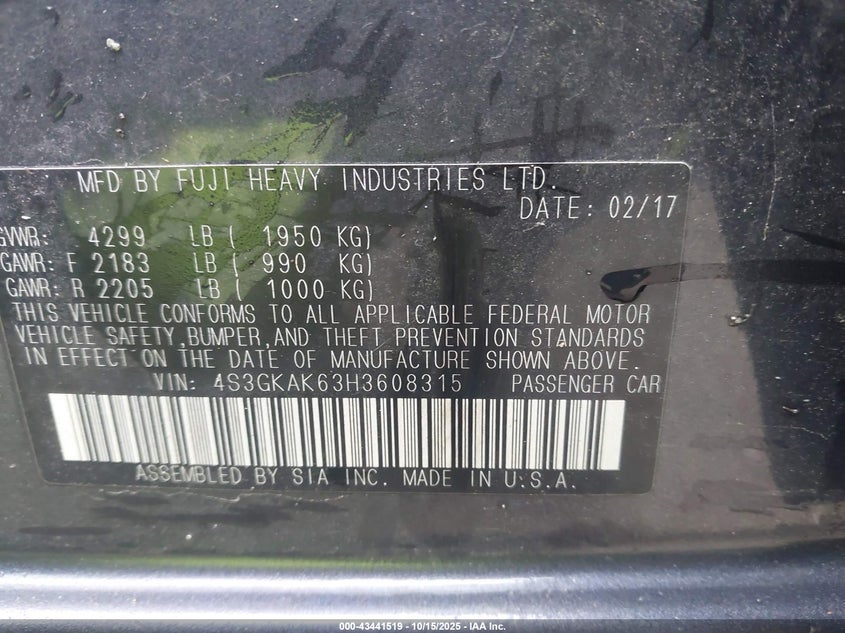 MFD BY FUJI HEAVY INDUSTRIES LTD.
DATE: 02/17
GVWR: 4299 LB ( 1950 KG)
GAWR: F 2183 LB ( 990 KG)
GAWR: R 2205 LB ( 1000 KG)
THIS VEHICLE CONFORMS TO ALL APPLICABLE FEDERAL MOTOR
VEHICLE SAFETY,BUMPER,AND THEFT PREVENTION STANDARDS
IN EFFECT ON THE DATE OF MANUFACTURE SHOWN ABOVE.
VIN: 4S3GKAK63H3608315 PASSENGER CAR
ASSEMBLED BY SIA INC. MADE IN U.S.A.
000-43441519 - 10/15/2025 - IAA Inc.